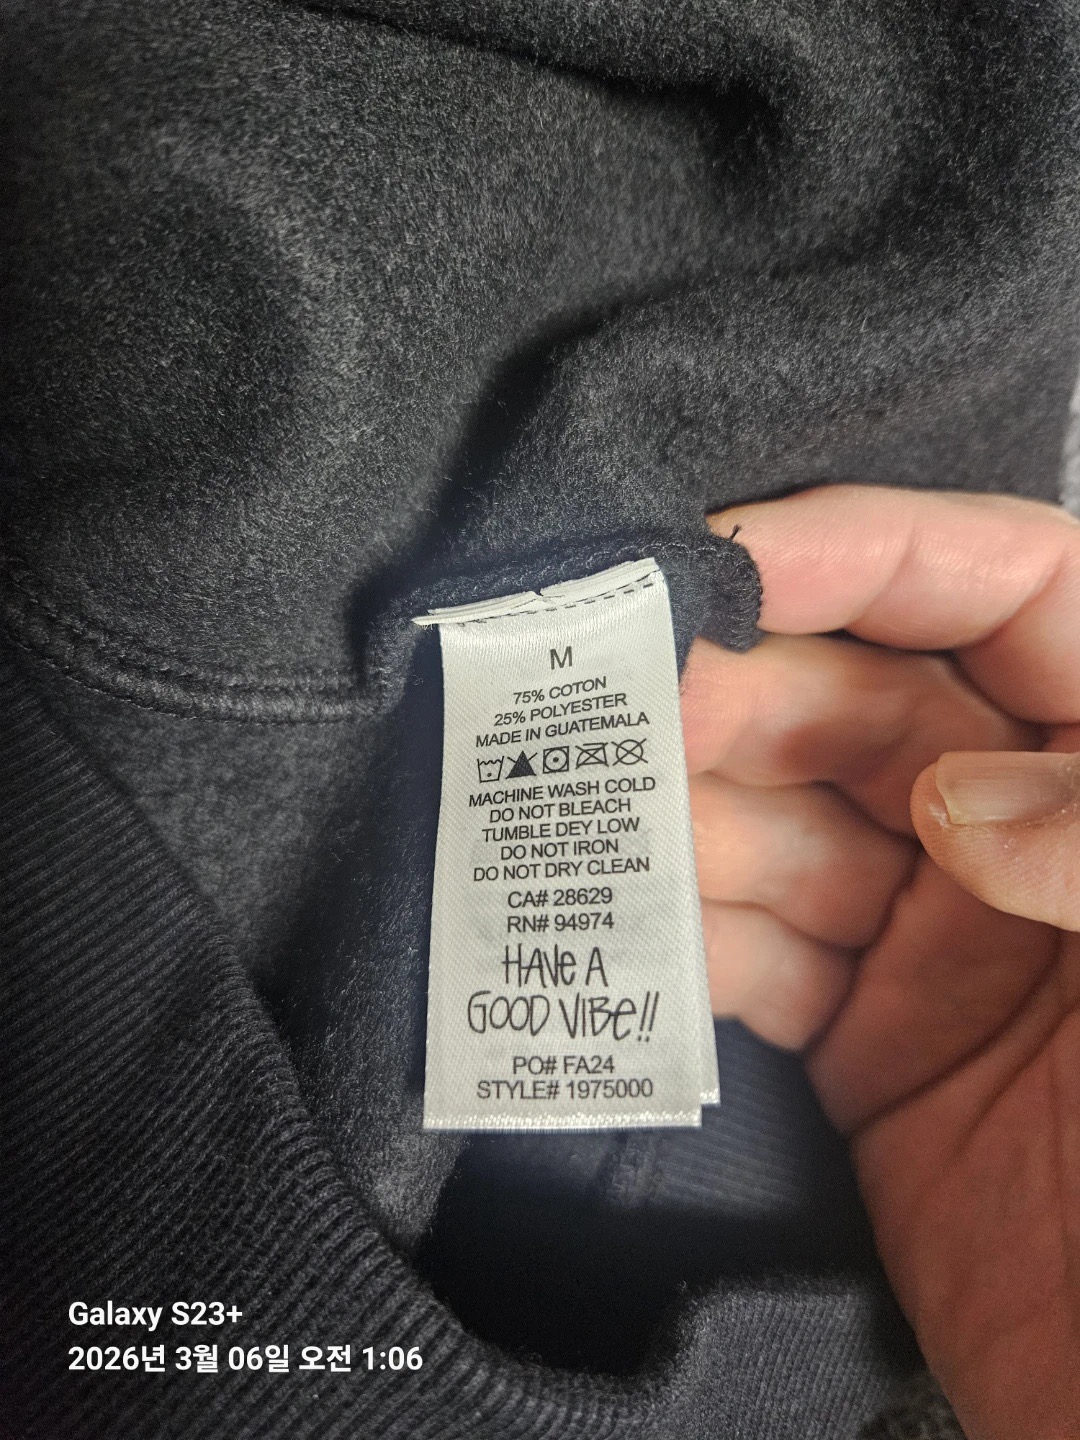 M
75% COTON
25% POLYESTER
MADE IN GUATEMALA
MACHINE WASH COLD
DO NOT BLEACH
TUMBLE DEY LOW
DO NOT IRON
DO NOT DRY CLEAN
CA# 28629
RN# 94974
HAVe A
GOOD VIBe!!
PO# FA24
STYLE# 1975000
Galaxy S23+
2026년 3월 06일 오전 1:06